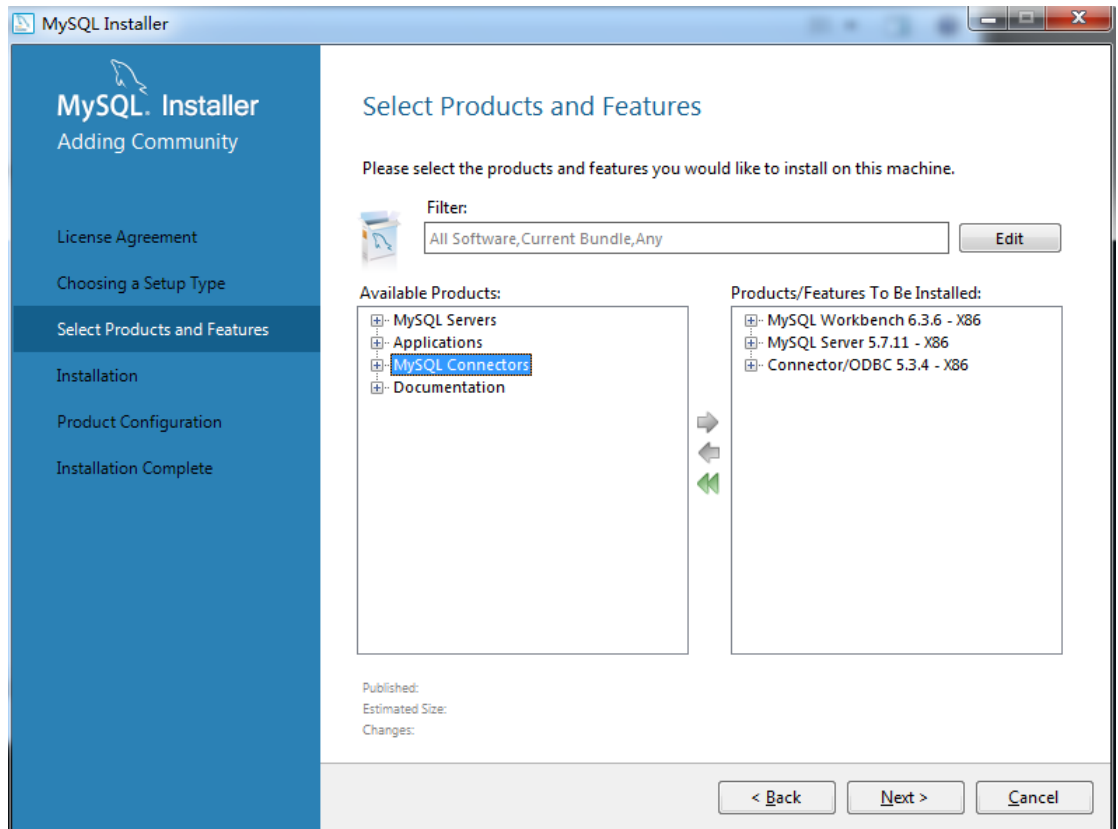 MySQL Installer
MySQL. Installer
Adding Community
License Agreement
Choosing a Setup Type
Select Products and Features
Installation
Product Configuration
Installation Complete
Select Products and Features
Please select the products and features you would like to install on this machine.
Filter:
All Software,Current Bundle,Any
Edit
Available Products:
MySQL Servers
Applications
MySQL Connectors
Documentation
Products/Features To Be Installed:
MySQL Workbench 6.3.6 - X86
MySQL Server 5.7.11 - X86
Connector/ODBC 5.3.4 - X86
Published:
Estimated Size:
Changes:
< Back
Next >
Cancel